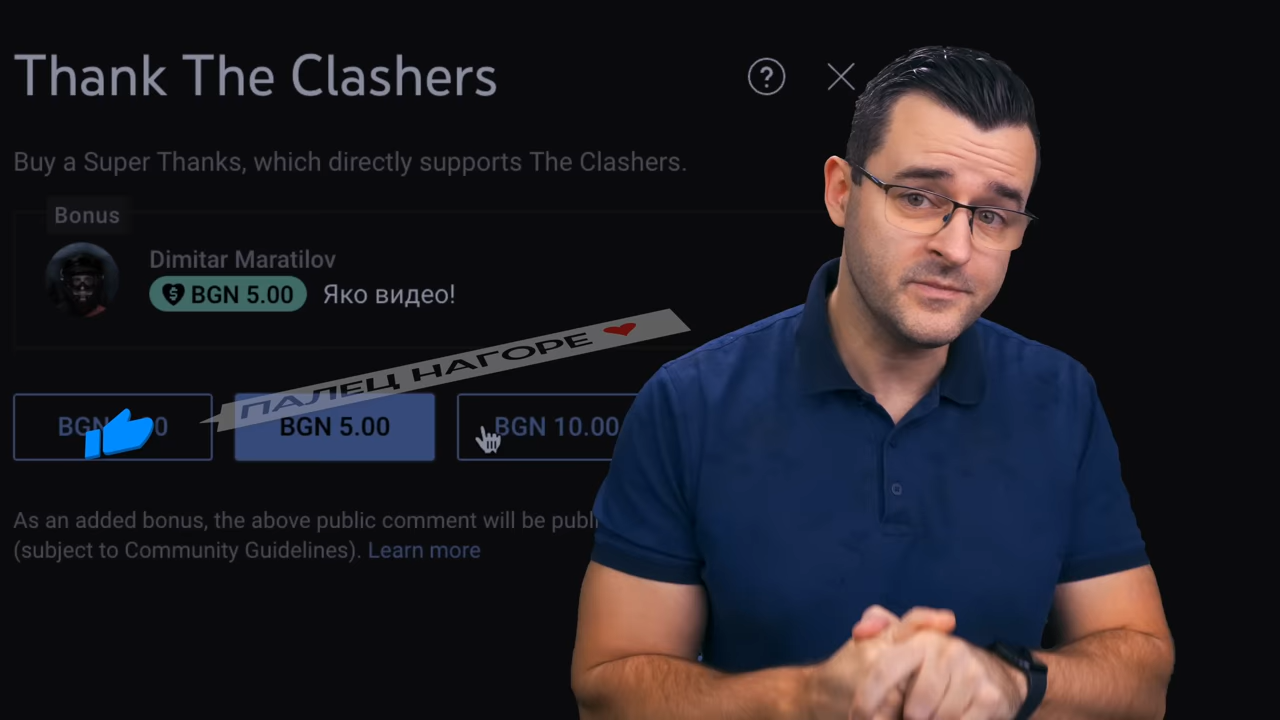 Thank The Clashers
Buy a Super Thanks, which directly supports The Clashers.
Bonus
Dimitar Maratilov
BGN 5.00 Яко видео!
ПАЛЕЦ НАГОРЕ
BGN 5.00
BGN 10.00
As an added bonus, the above public comment will be
(subject to Community Guidelines). Learn more